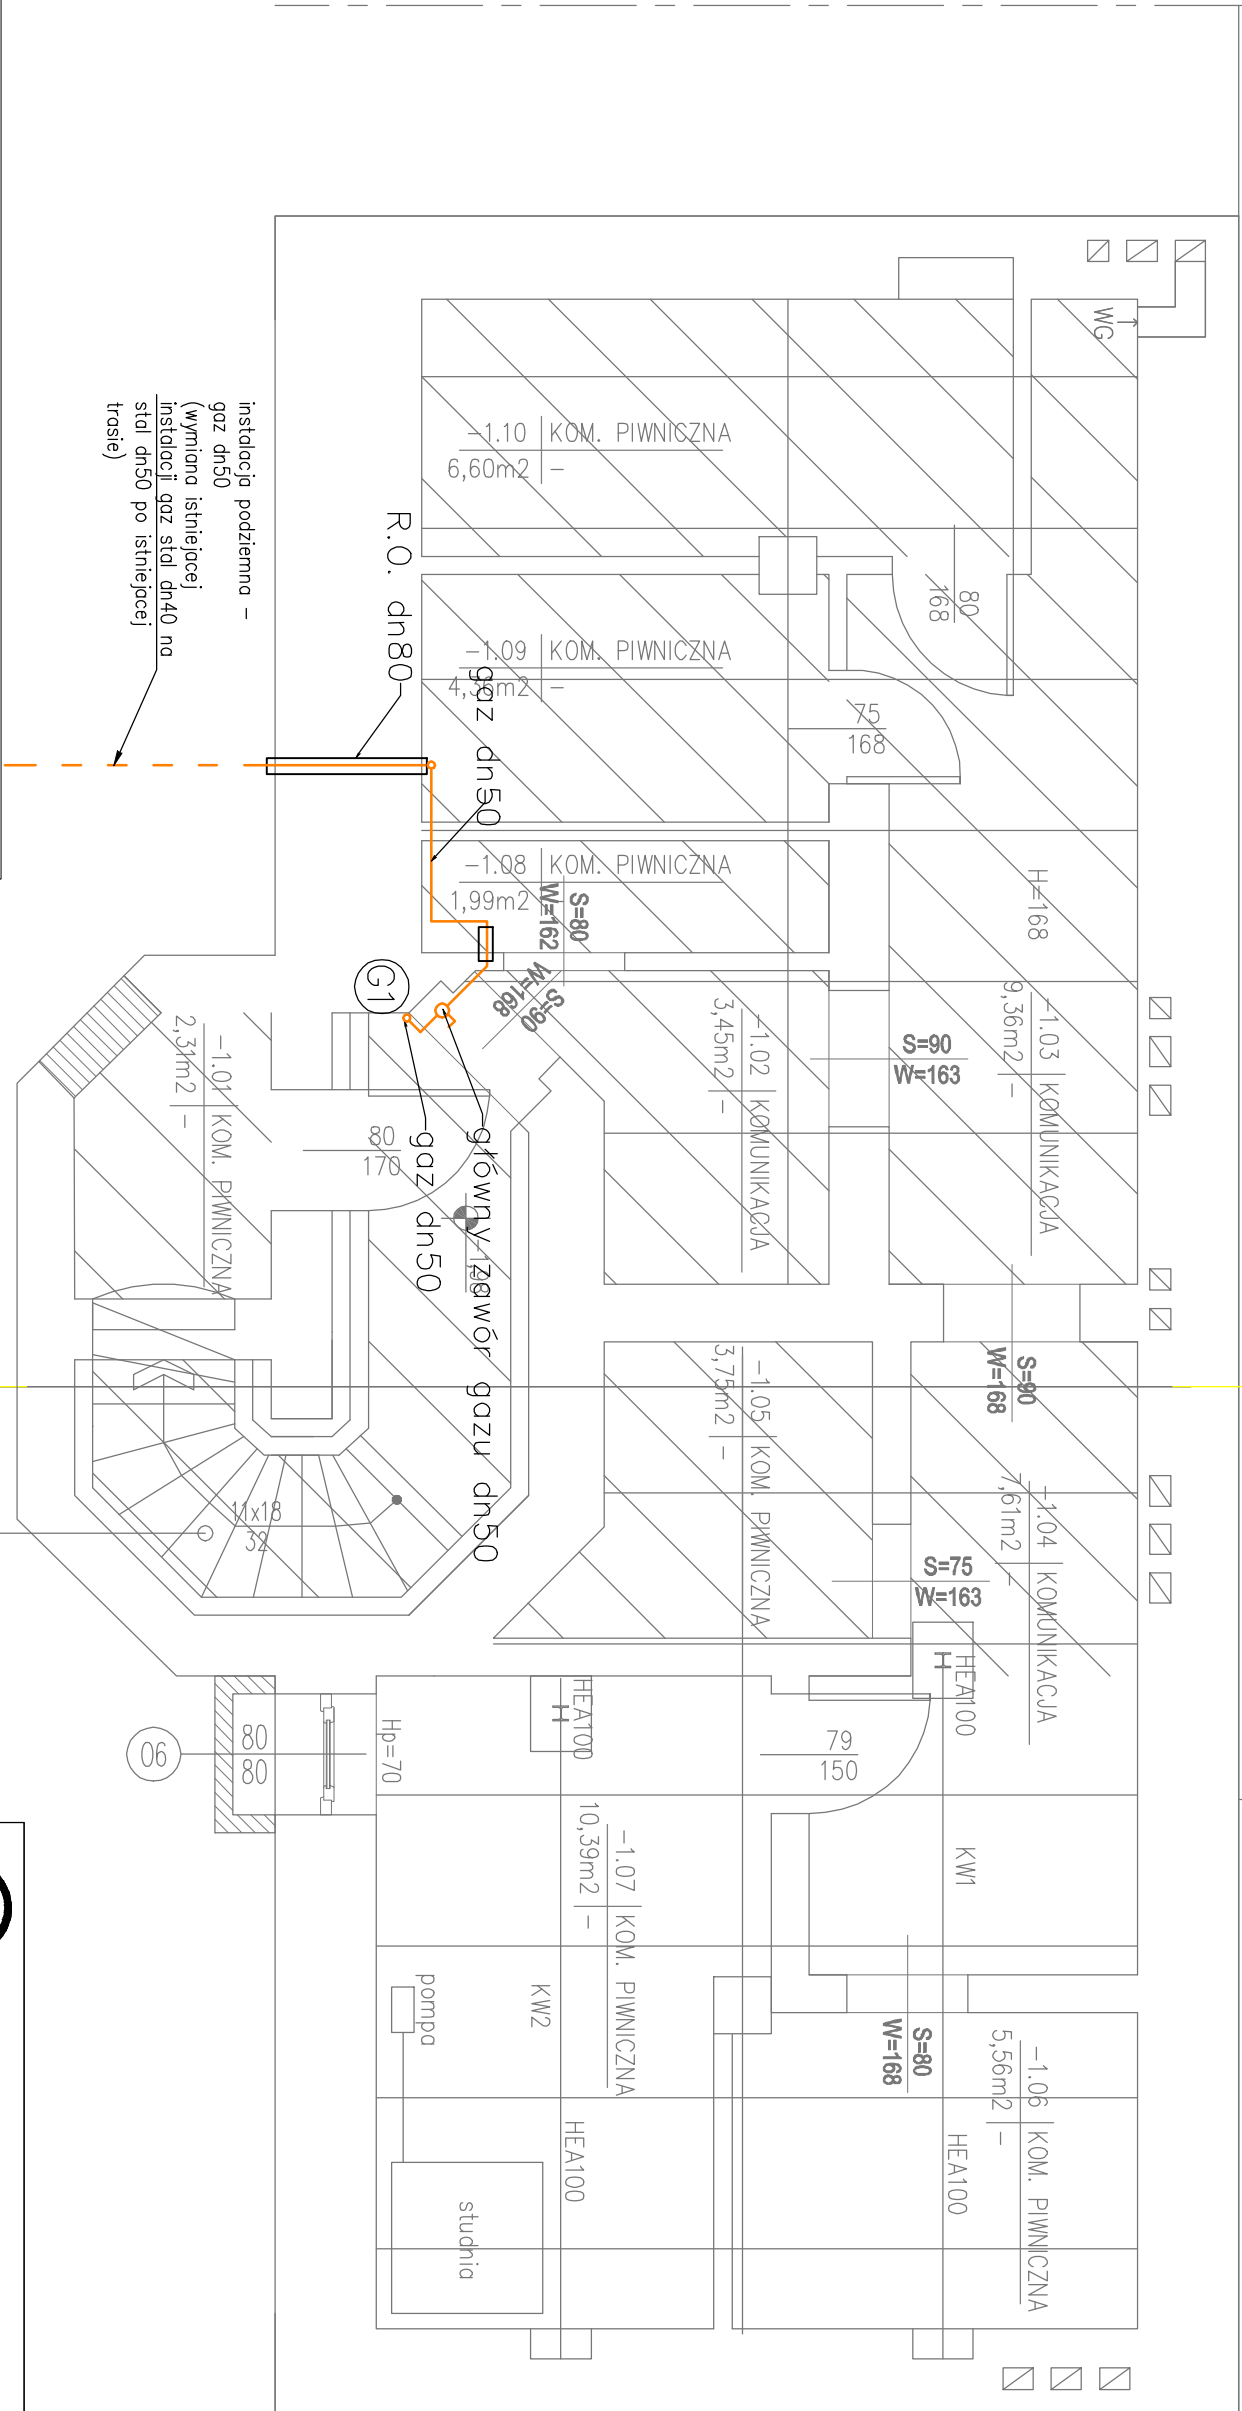 WG
-1.10 KOM. PIWNICZNA
6,60m2 -
80
168
instalacja podziemna -
gaz dn50
(wymiana istniejacej
instalacji gaz stal dn40 na
stal dn50 po istniejacej
trasie)
R.O. dn80
-1.09 KOM. PIWNICZNA
4,36m2 -
gaz dn50
75
168
-1.08 KOM. PIWNICZNA
1,99m2 -
S=80
W=162
H=168
S=90
W=168
G1
-1.01 KOM. PIWNICZNA
2,31m2 -
-1.02 KOMUNIKACJA
3,45m2 -
S=90
W=163
-1.03 KOMUNIKACJA
9,36m2 -
80
170
gaz dn50
główny zawór gazu dn50
S=90
W=168
-1.05 KOM. PIWNICZNA
3,75m2 -
-1.04 KOMUNIKACJA
7,61m2 -
11x18
32
S=75
W=163
HEA100
HEA100
06
80
80
Hp=70
79
150
-1.07 KOM. PIWNICZNA
10,39m2 -
KW1
KW2
pompa
S=80
W=168
-1.06 KOM. PIWNICZNA
5,56m2 -
HEA100
HEA100
studnia